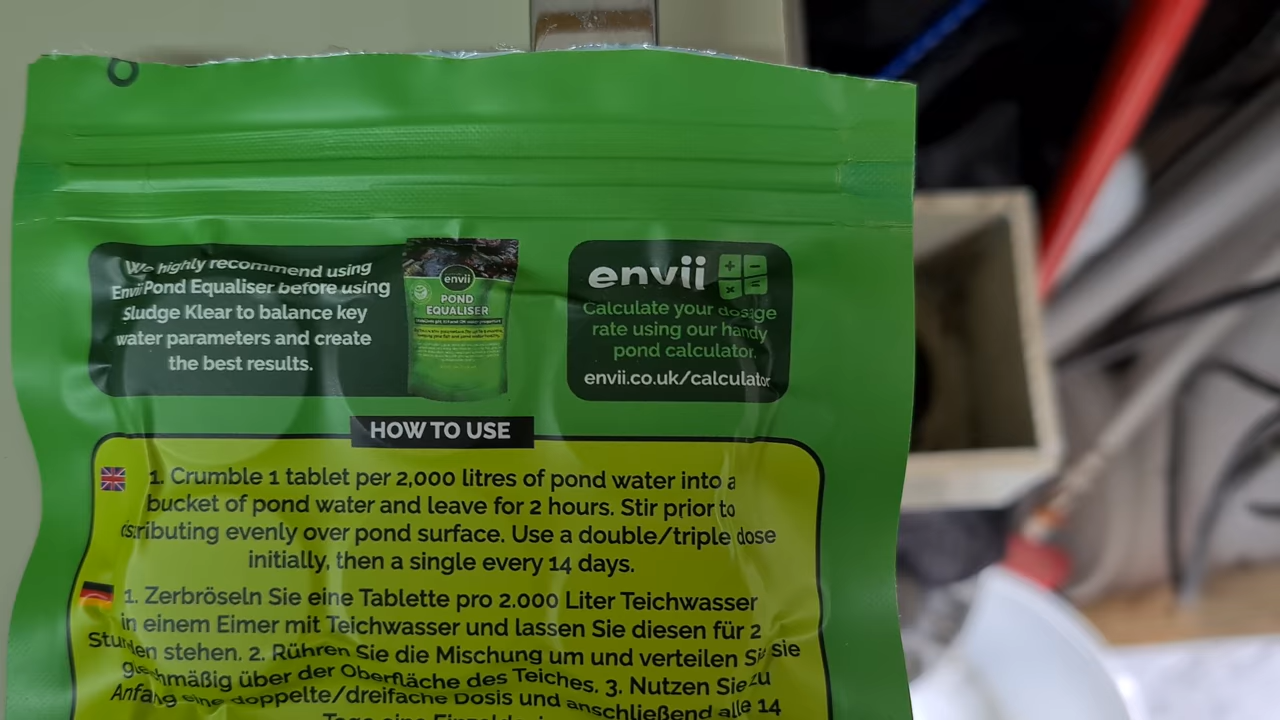 We highly recommend using
Envii Pond Equaliser before using
Sludge Klear to balance key
water parameters and create
the best results.
envii
POND
EQUALISER
envii
Calculate your dosage
rate using our handy
pond calculator.
envii.co.uk/calculator
HOW TO USE
1. Crumble 1 tablet per 2,000 litres of pond water into a
bucket of pond water and leave for 2 hours. Stir prior to
distributing evenly over pond surface. Use a double/triple dose
initially, then a single every 14 days.
1. Zerbröseln Sie eine Tablette pro 2.000 Liter Teichwasser
in einem Eimer mit Teichwasser und lassen Sie diesen für 2
Stunden stehen. 2. Rühren Sie die Mischung um und verteilen Sie sie
gleichmäßig über der Oberfläche des Teiches. 3. Nutzen Sie zu
Anfang eine doppelte/dreifache Dosis und anschließend alle 14
Tage eine